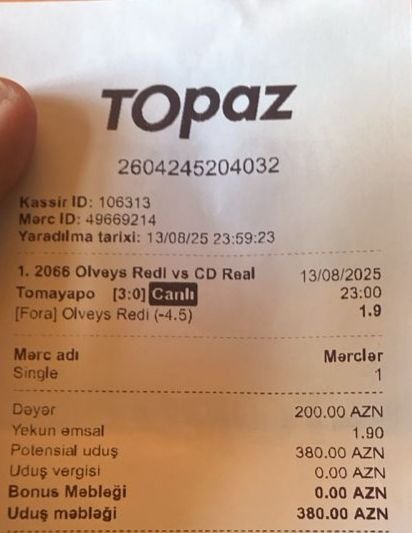 TOpaz
2604245204032
Kassir ID: 106313
Mərc ID: 49669214
Yaradılma tarixi: 13/08/25 23:59:23
1. 2066 Olveys Redi vs CD Real 13/08/2025
Tomayapo [3:0] Canlı 23:00
[Fora] Olveys Redi (-4.5) 1.9
Mərc adı Mərclər
Single 1
Dəyər 200.00 AZN
Yekun əmsal 1.90
Potensial uduş 380.00 AZN
Uduş vergisi 0.00 AZN
Bonus Məbləği 0.00 AZN
Uduş məbləği 380.00 AZN